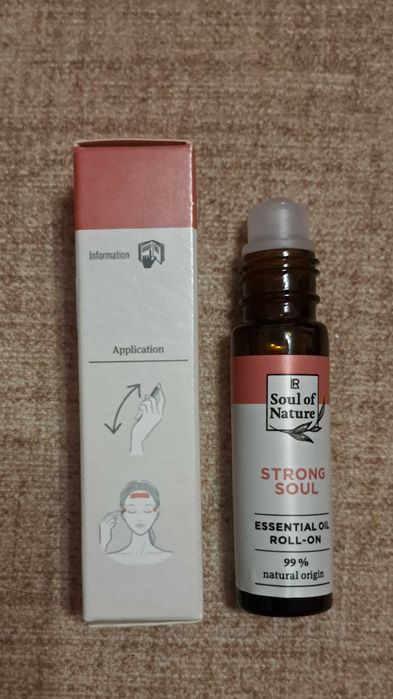 Information
Application
LR
Soul of
Nature
STRONG
SOUL
ESSENTIAL OIL
ROLL-ON
99 %
natural origin